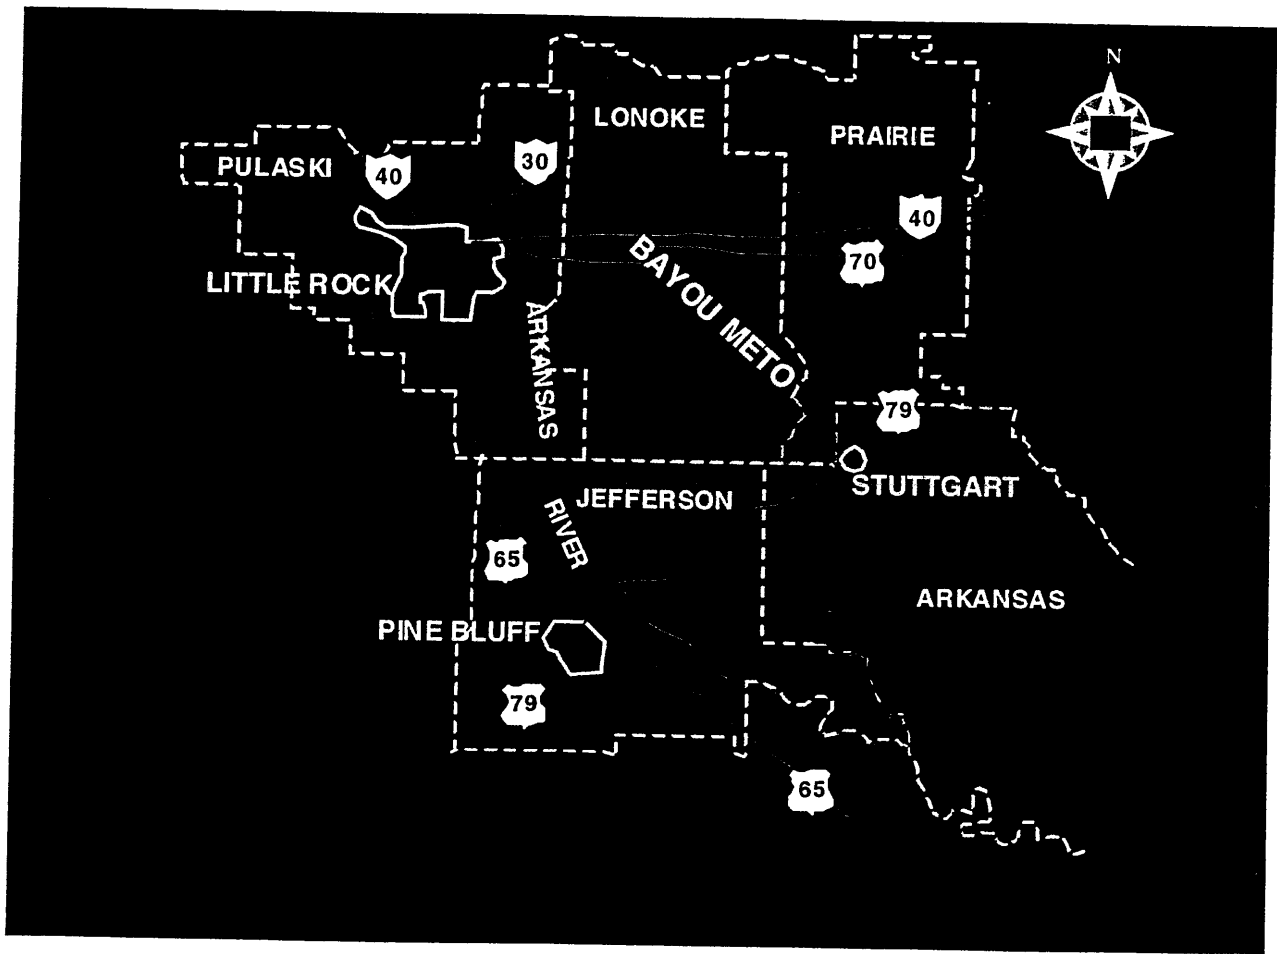 N
LONOKE
PRAIRIE
PULASKI
40
30
40
70
LITTLE ROCK
BAYOU METO
ARKANSAS
79
STUTTGART
JEFFERSON
RIVER
65
ARKANSAS
PINE BLUFF
79
65